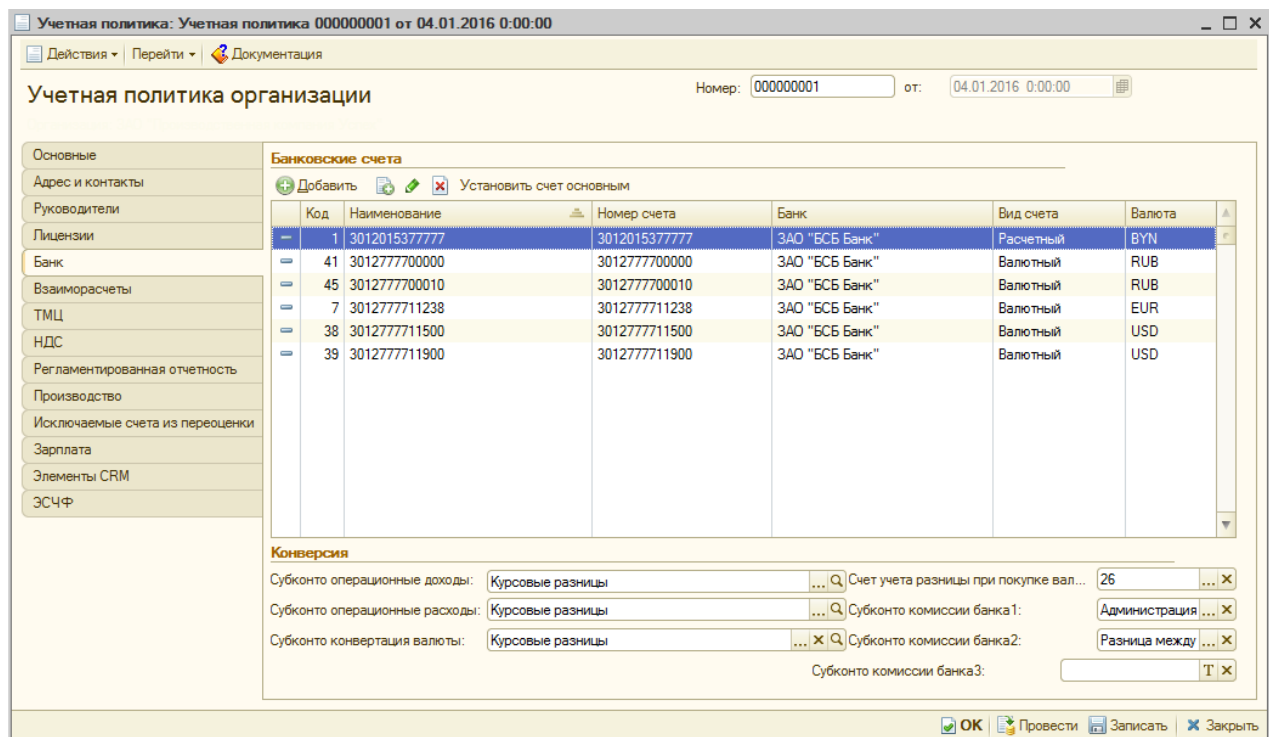 Учетная политика: Учетная политика 000000001 от 04.01.2016 0:00:00
Действия Перейти Документация
Учетная политика организации
Номер: 000000001 от: 04.01.2016 0:00:00
Основные
Адрес и контакты
Руководители
Лицензии
Банк
Взаиморасчеты
ТМЦ
НДС
Регламентированная отчетность
Производство
Исключаемые счета из переоценки
Зарплата
Элементы CRM
ЭСЧФ
Банковские счета
Добавить Установить счет основным
Код Наименование Номер счета Банк Вид счета Валюта
1 3012015377777 3012015377777 ЗАО "БСБ Банк" Расчетный BYN
41 3012777700000 3012777700000 ЗАО "БСБ Банк" Валютный RUB
45 3012777700010 3012777700010 ЗАО "БСБ Банк" Валютный RUB
7 3012777711238 3012777711238 ЗАО "БСБ Банк" Валютный EUR
38 3012777711500 3012777711500 ЗАО "БСБ Банк" Валютный USD
39 3012777711900 3012777711900 ЗАО "БСБ Банк" Валютный USD
Конверсия
Субконто операционные доходы: Курсовые разницы ... Счет учета разницы при покупке вал... 26 ...
Субконто операционные расходы: Курсовые разницы ... Субконто комиссии банка1: Администрация ...
Субконто конвертация валюты: Курсовые разницы ... Субконто комиссии банка2: Разница между ...
Субконто комиссии банка3: T
OK Провести Записать Закрыть